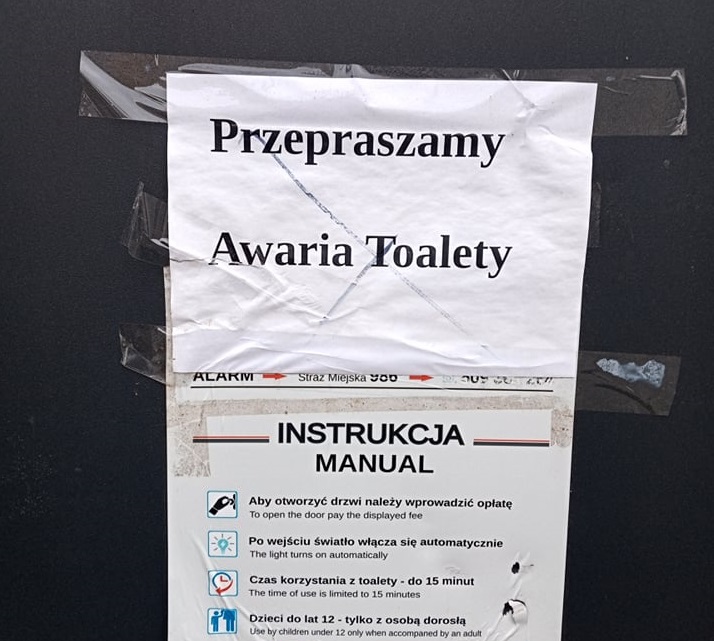 Przepraszamy
Awaria Toalety
ALARM Straż Miejska 986
INSTRUKCJA
MANUAL
Aby otworzyć drzwi należy wprowadzić opłatę
To open the door pay the displayed fee
Po wejściu światło włącza się automatycznie
The light turns on automatically
Czas korzystania z toalety - do 15 minut
The time of use is limited to 15 minutes
Dzieci do lat 12 - tylko z osobą dorosłą
Use by children under 12 only when accompanied by an adult